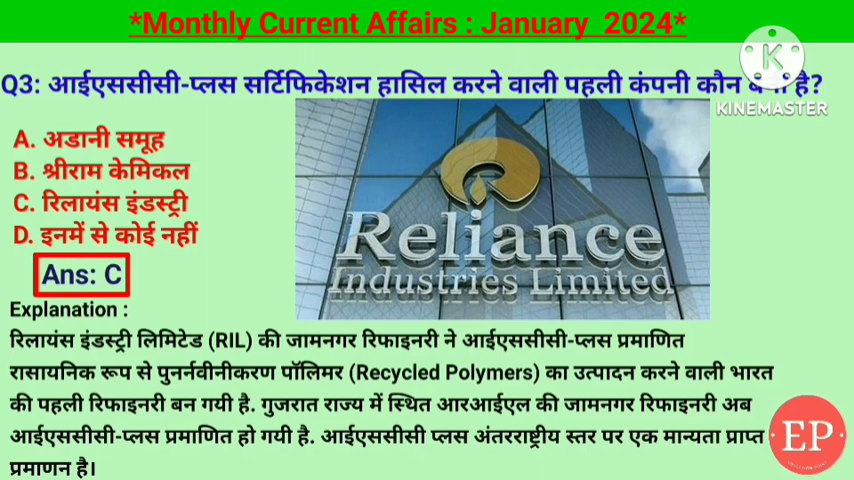 *Monthly Current Affairs : January 2024*
Q3: आईएससीसी-प्लस सर्टिफिकेशन हासिल करने वाली पहली कंपनी कौन है?
K
KINEMASTER
A. अडानी समूह
B. श्रीराम केमिकल
C. रिलायंस इंडस्ट्री
D. इनमें से कोई नहीं
Ans: C
Reliance
Industries Limited
Explanation :
रिलायंस इंडस्ट्री लिमिटेड (RIL) की जामनगर रिफाइनरी ने आईएससीसी-प्लस प्रमाणित
रासायनिक रूप से पुनर्नवीनीकरण पॉलिमर (Recycled Polymers) का उत्पादन करने वाली भारत
की पहली रिफाइनरी बन गयी है. गुजरात राज्य में स्थित आरआईएल की जामनगर रिफाइनरी अब
आईएससीसी-प्लस प्रमाणित हो गयी है. आईएससीसी प्लस अंतरराष्ट्रीय स्तर पर एक मान्यता प्राप्त
प्रमाणन है।
EP